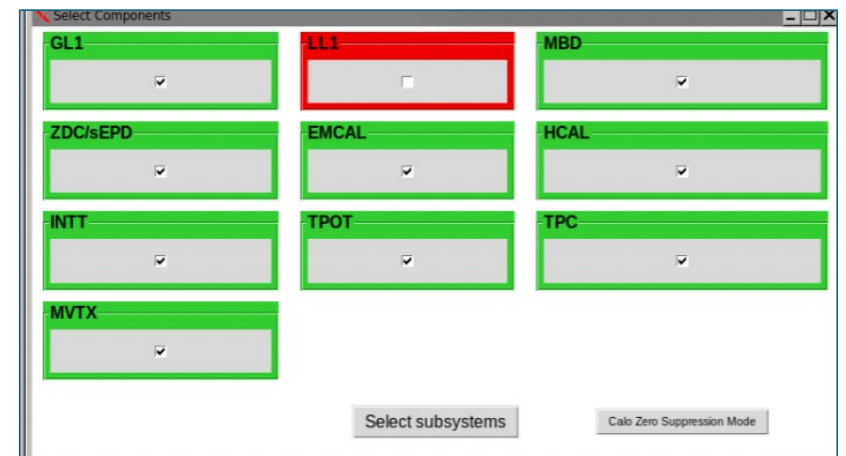 Select Components
GL1
LL1
MBD
ZDC/sEPD
EMCAL
HCAL
INTT
TPOT
TPC
MVTX
Select subsystems
Calo Zero Suppression Mode